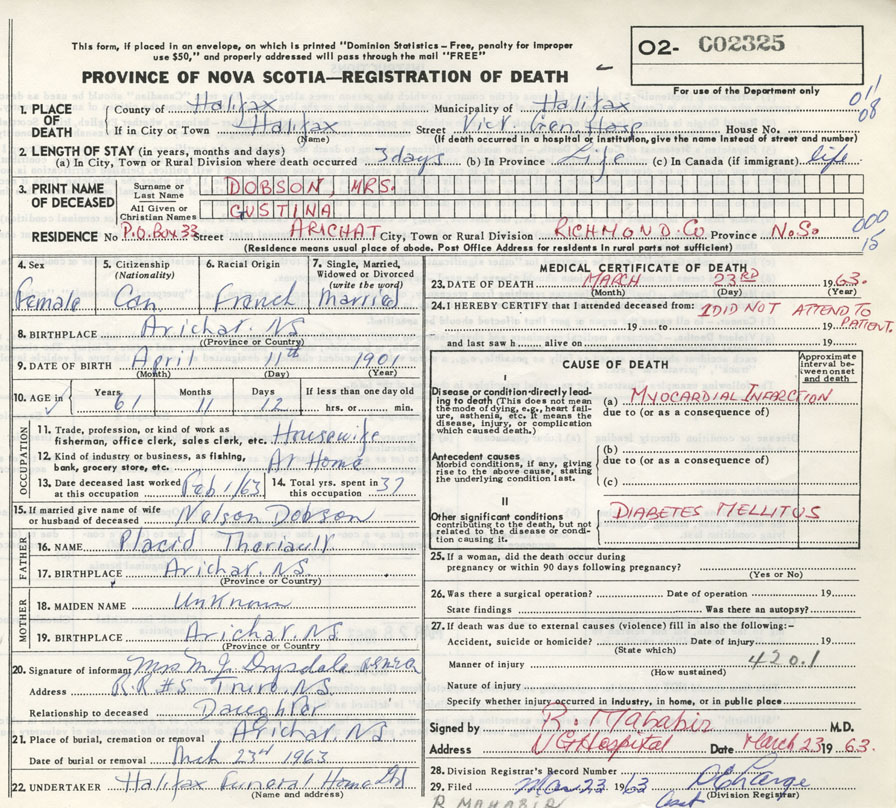 This form, if placed in an envelope, on which is printed "Dominion Statistics – Free, penalty for improper
use $50," and properly addressed will pass through the mail "FREE"
O2- C02325
PROVINCE OF NOVA SCOTIA—REGISTRATION OF DEATH
For use of the Department
011
08
1. PLACE OF DEATH
County of Halifax Municipality of Halifax
If in City or Town Halifax Street Vict. Gen. Hosp House No.
(Name) (If death occurred in a hospital or institution, give the name instead of street and number)
2. LENGTH OF STAY (in years, months and days)
(a) In City, Town or Rural Division where death occurred 3 days (b) In Province Life (c) In Canada (if immigrant) life
3. PRINT NAME OF DECEASED
Surname or Last Name DOBSON, MRS.
All Given or Christian Names GUSTINA
000
15
RESIDENCE No P.O. Box 33 Street ARICHAT City, Town or Rural Division RICHMOND. Co Province N.S.
(Residence means usual place of abode. Post Office Address for residents in rural parts not sufficient)
4. Sex Female
5. Citizenship (Nationality) Can
6. Racial Origin French
7. Single, Married, Widowed or Divorced (write the word) Married
8. BIRTHPLACE Arichat. NS
(Province or Country)
9. DATE OF BIRTH April 11th 1901
(Month) (Day) (Year)
10. AGE in Years 61 Months 11 Days 12 If less than one day old
hrs. or min.
OCCUPATION
11. Trade, profession or kind of work as
fisherman, office clerk, sales clerk, etc. Housewife
12. Kind of industry or business, as fishing,
bank, grocery store, etc. At Home
13. Date deceased last worked at this occupation Feb 1/63 14. Total yrs. spent in this occupation 37
15. If married give name of wife
or husband of deceased Nelson Dobson
FATHER
16. NAME Placid Theriault
17. BIRTHPLACE Arichat. NS
(Province or Country)
MOTHER
18. MAIDEN NAME Unknown
19. BIRTHPLACE Arichat. NS
(Province or Country
20. Signature of informant Mrs M J Drysdale
Address R.R #5 Truro. NS.
Relationship to deceased Daughter
21. Place of burial, cremation or removal Arichat NS
Date of burial or removal Mch 23rd 1963
22. UNDERTAKER Halifax Funeral Home Ltd
(Name and address)
MEDICAL CERTIFICATE OF DEATH
23. DATE OF DEATH MARCH 23RD 1963.
(Month) (Day) (Year)
24. I HEREBY CERTIFY that I attended deceased from: I DID NOT ATTEND TO
19 to 19 PATIENT.
and last saw h alive on 19
CAUSE OF DEATH
Approximate interval between onset and death
I
Disease or condition directly leading to death (This does not mean the mode of dying, e.g., heart failure, asthenia, etc. It means the disease, injury, or complication which caused death.)
(a) MYOCARDIAL INFARCTION
due to (or as a consequence of)
Antecedent causes
Morbid conditions, if any, giving rise to the above cause, stating the underlying condition last.
(b)
due to (or as a consequence of)
(c)
II
Other significant conditions
contributing to the death, but not related to the disease or condition causing it.
DIABETES MELLITUS
25. If a woman, did the death occur during
pregnancy or within 90 days following pregnancy?
(Yes or No)
26. Was there a surgical operation? Date of operation 19
State findings Was there an autopsy?
27. If death was due to external causes (violence) fill in also the following:-
Accident, suicide or homicide? Date of injury 19
(State which)
Manner of injury 420.1
(How sustained)
Nature of injury
Specify whether injury occurred in industry, in home, or in public place
Signed by R. Mahabir M.D.
Address VG Hospital Date March 23 19 63.
28. Division Registrar's Record Number
29. Filed Mar 23 1963
(Division Registrar)
R MAHABIR